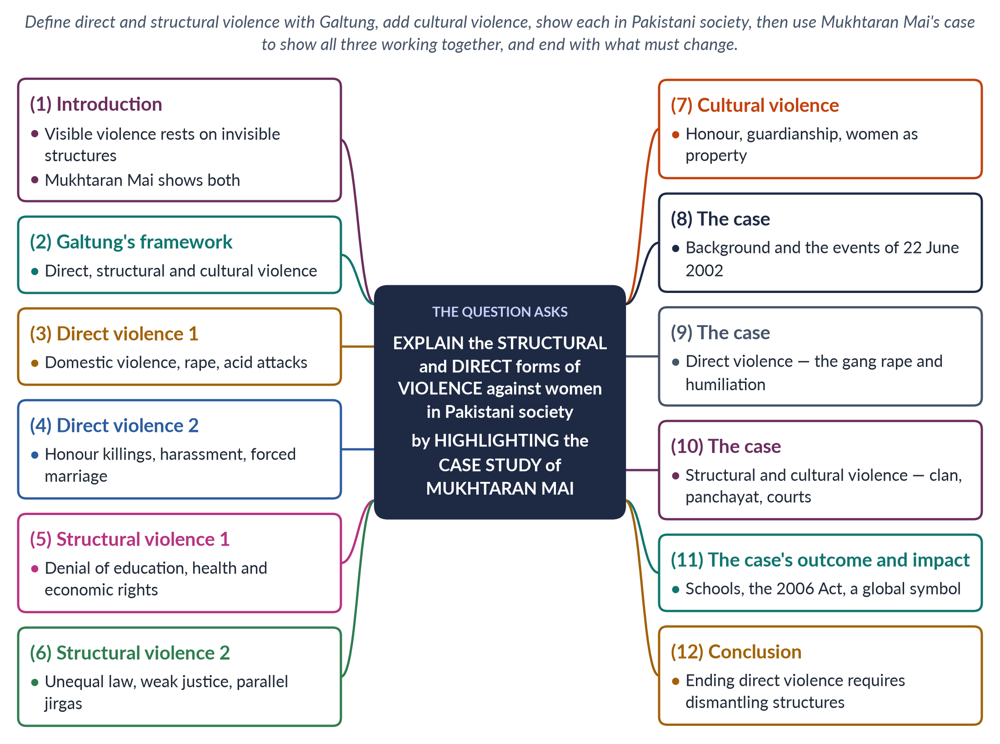 Define direct and structural violence with Galtung, add cultural violence, show each in Pakistani society, then use Mukhtaran Mai's case
to show all three working together, and end with what must change.
(1) Introduction
• Visible violence rests on invisible
structures
• Mukhtaran Mai shows both
(2) Galtung's framework
• Direct, structural and cultural violence
(3) Direct violence 1
• Domestic violence, rape, acid attacks
(4) Direct violence 2
• Honour killings, harassment, forced
marriage
(5) Structural violence 1
• Denial of education, health and
economic rights
(6) Structural violence 2
• Unequal law, weak justice, parallel
jirgas
THE QUESTION ASKS
EXPLAIN the STRUCTURAL
and DIRECT forms of
VIOLENCE against women
in Pakistani society
by HIGHLIGHTING the
CASE STUDY of
MUKHTARAN MAI
(7) Cultural violence
• Honour, guardianship, women as
property
(8) The case
• Background and the events of 22 June
2002
(9) The case
• Direct violence — the gang rape and
humiliation
(10) The case
• Structural and cultural violence — clan,
panchayat, courts
(11) The case's outcome and impact
• Schools, the 2006 Act, a global symbol
(12) Conclusion
• Ending direct violence requires
dismantling structures